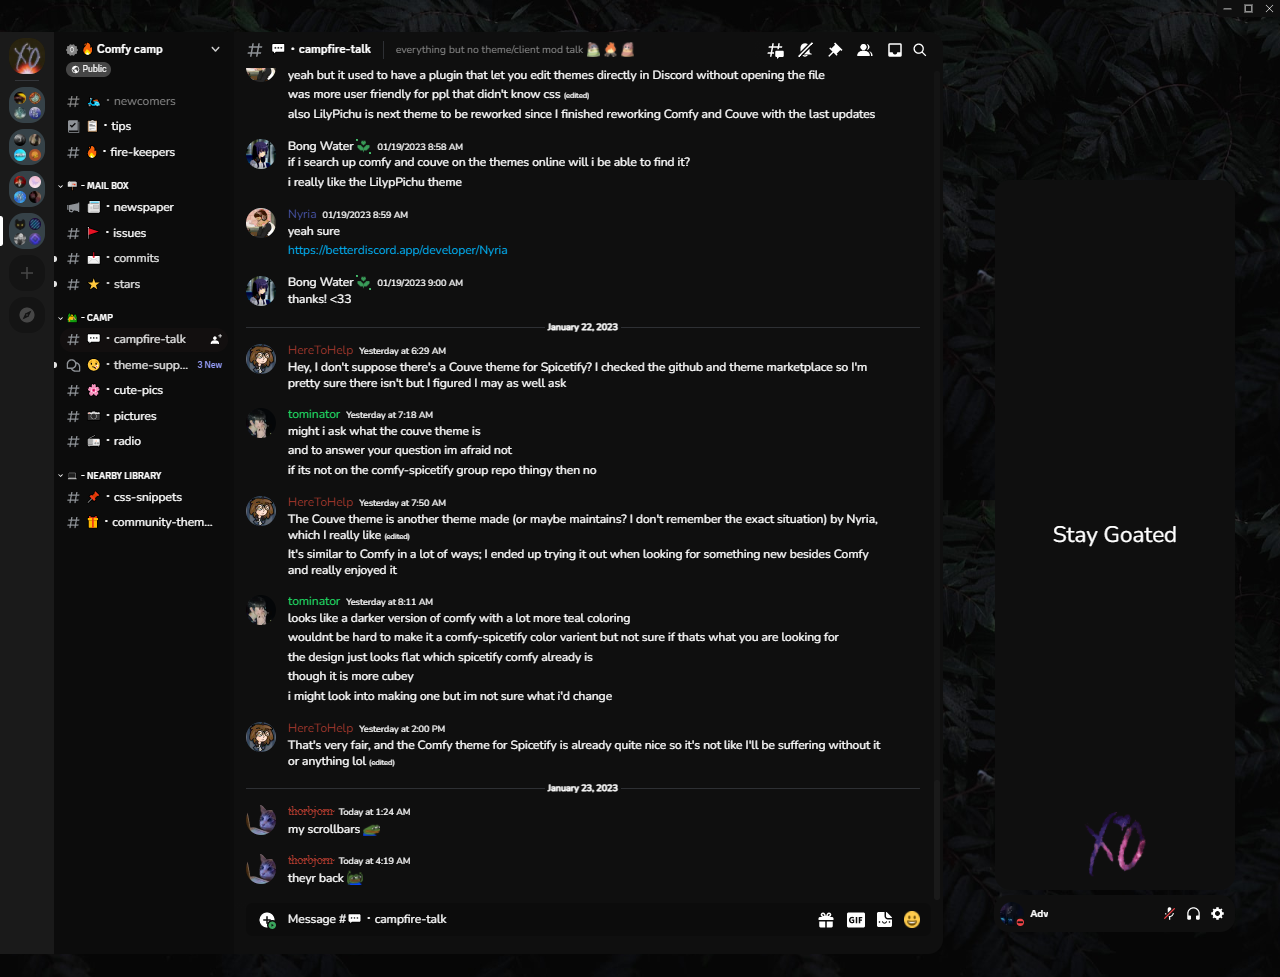 XO
Comfy camp
Public
newcomers
tips
fire-keepers
- MAIL BOX
newspaper
issues
commits
stars
- CAMP
campfire-talk
theme-supp... 3 New
cute-pics
pictures
radio
- NEARBY LIBRARY
css-snippets
community-them...
campfire-talk everything but no theme/client mod talk
yeah but it used to have a plugin that let you edit themes directly in Discord without opening the file
was more user friendly for ppl that didn't know css (edited)
also LilyPichu is next theme to be reworked since I finished reworking Comfy and Couve with the last updates
Bong Water 01/19/2023 8:58 AM
if i search up comfy and couve on the themes online will i be able to find it?
i really like the LilypPichu theme
Nyria 01/19/2023 8:59 AM
yeah sure
https://betterdiscord.app/developer/Nyria
Bong Water 01/19/2023 9:00 AM
thanks! <33
January 22, 2023
HereToHelp Yesterday at 6:29 AM
Hey, I don't suppose there's a Couve theme for Spicetify? I checked the github and theme marketplace so I'm
pretty sure there isn't but I figured I may as well ask
tominator Yesterday at 7:18 AM
might i ask what the couve theme is
and to answer your question im afraid not
if its not on the comfy-spicetify group repo thingy then no
HereToHelp Yesterday at 7:50 AM
The Couve theme is another theme made (or maybe maintains? I don't remember the exact situation) by Nyria,
which I really like (edited)
It's similar to Comfy in a lot of ways; I ended up trying it out when looking for something new besides Comfy
and really enjoyed it
tominator Yesterday at 8:11 AM
looks like a darker version of comfy with a lot more teal coloring
wouldnt be hard to make it a comfy-spicetify color varient but not sure if thats what you are looking for
the design just looks flat which spicetify comfy already is
though it is more cubey
i might look into making one but im not sure what i'd change
HereToHelp Yesterday at 2:00 PM
That's very fair, and the Comfy theme for Spicetify is already quite nice so it's not like I'll be suffering without it
or anything lol (edited)
January 23, 2023
thorbjorn Today at 1:24 AM
my scrollbars
thorbjorn Today at 4:19 AM
theyr back
Message # campfire-talk
GIF
Stay Goated
XO
Adv